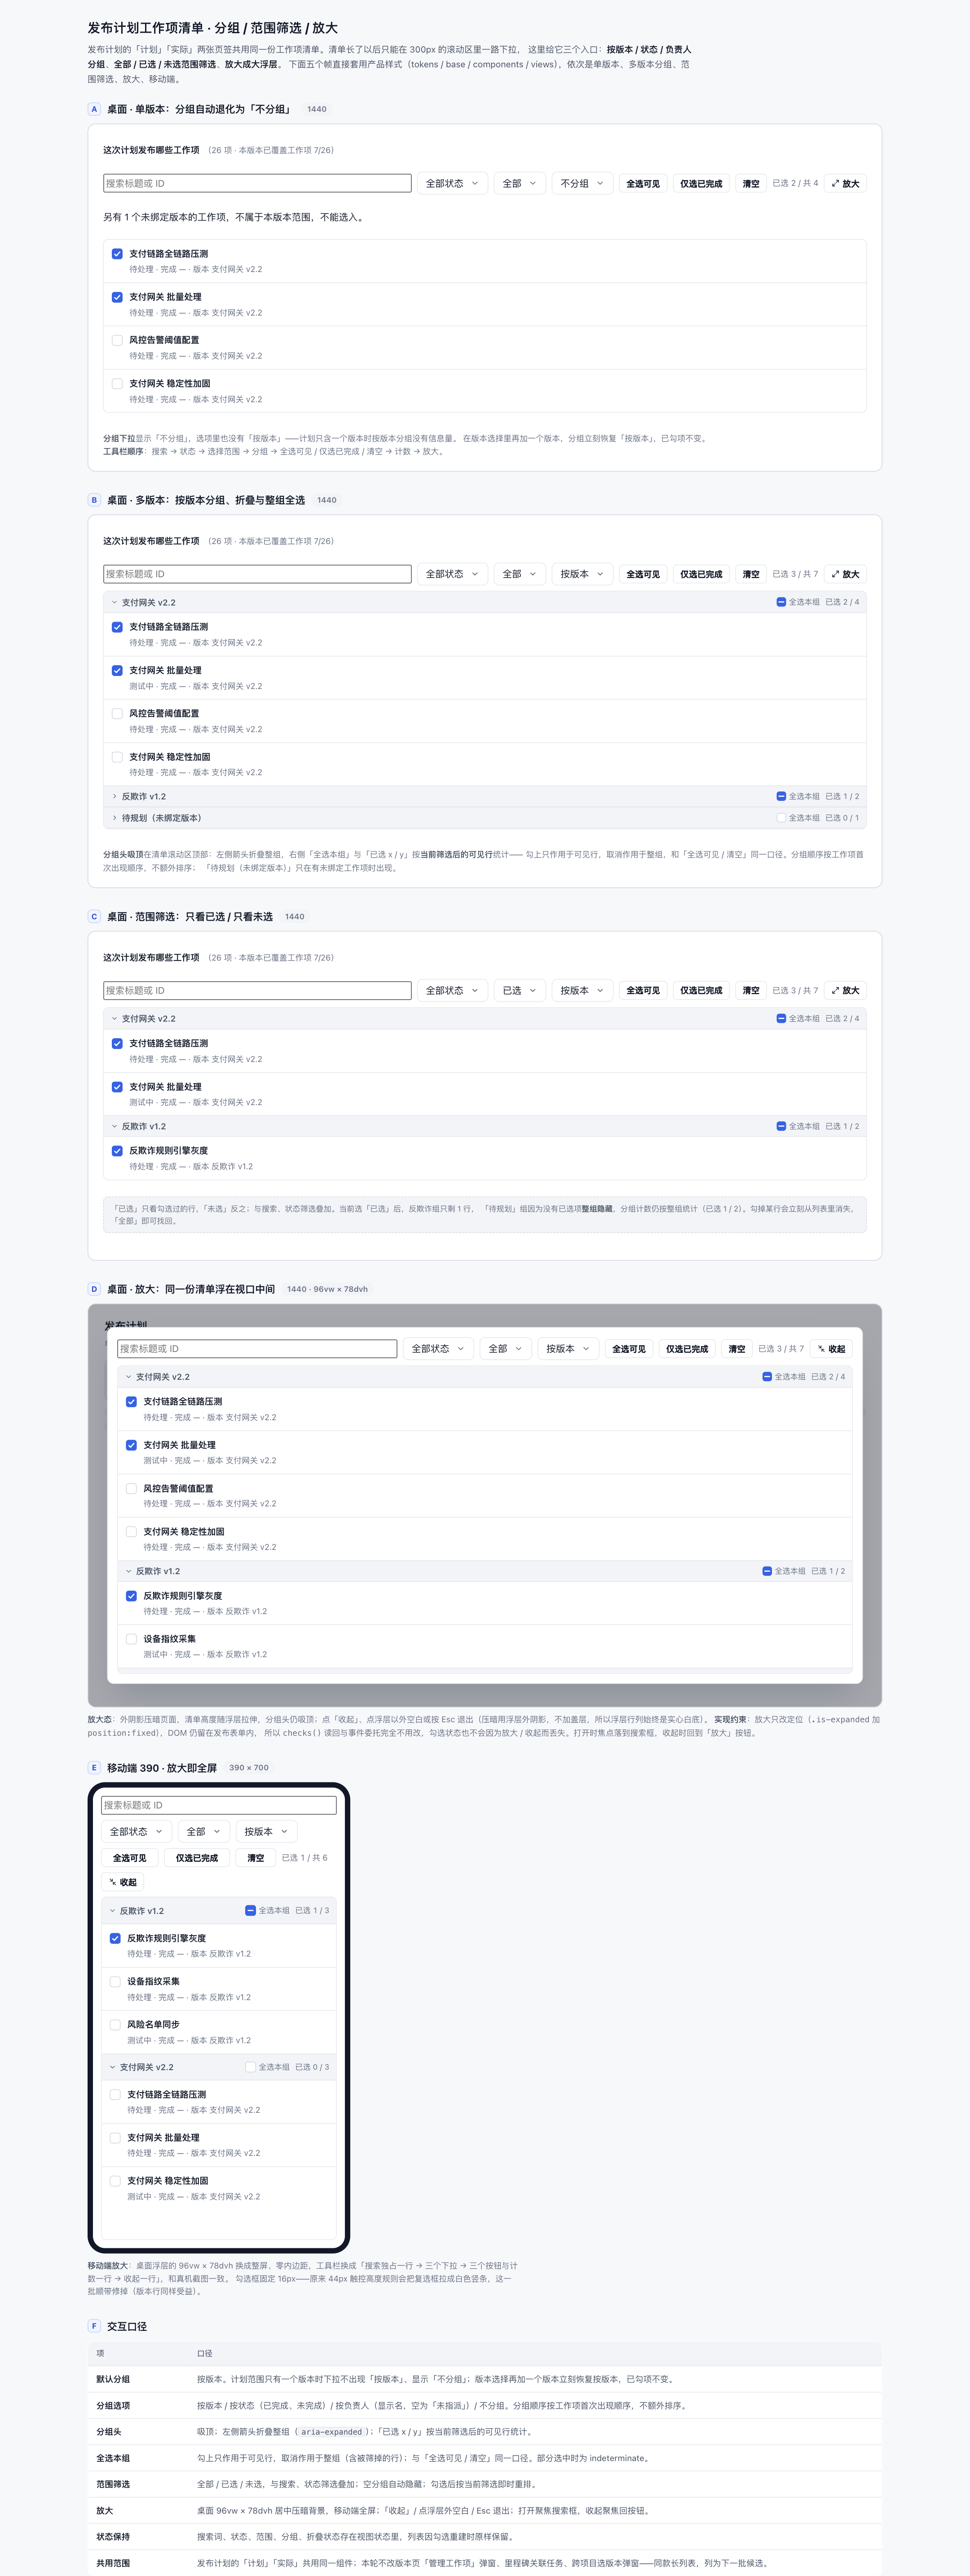 发布计划工作项清单 · 分组 / 范围筛选 / 放大
发布计划的「计划」「实际」两张页签共用同一份工作项清单。清单长了以后只能在 300px 的滚动区里一路下拉, 这里给它三个入口: 按版本 / 状态 / 负责人
分组、全部 / 已选 / 未选范围筛选、放大成大浮层。 下面五个帧直接套用产品样式 (tokens / base / components / views), 依次是单版本、多版本分组、范
围筛选、放大、移动端。
A 桌面 · 单版本: 分组自动退化为「不分组」 1440
这次计划发布哪些工作项 (26 项 · 本版本已覆盖工作项 7/26)
搜索标题或 ID 全部状态 全部 不分组 全选可见 仅选已完成 清空 已选 2 / 共 4 放大
另有 1 个未绑定版本的工作项, 不属于本版本范围, 不能选入。
支付链路全链路压测
待处理 · 完成 — · 版本 支付网关 v2.2
支付网关 批量处理
待处理 · 完成 — · 版本 支付网关 v2.2
风控告警阈值配置
待处理 · 完成 — · 版本 支付网关 v2.2
支付网关 稳定性加固
待处理 · 完成 — · 版本 支付网关 v2.2
分组下拉显示「不分组」, 选项里也没有「按版本」——计划只含一个版本时按版本分组没有信息量。 在版本选择里再加一个版本, 分组立刻恢复「按版本」, 已勾项不变。
工具栏顺序: 搜索 → 状态 → 选择范围 → 分组 → 全选可见 / 仅选已完成 / 清空 → 计数 → 放大。
B 桌面 · 多版本: 按版本分组、折叠与整组全选 1440
这次计划发布哪些工作项 (26 项 · 本版本已覆盖工作项 7/26)
搜索标题或 ID 全部状态 全部 按版本 全选可见 仅选已完成 清空 已选 3 / 共 7 放大
支付网关 v2.2 全选本组 已选 2 / 4
支付链路全链路压测
待处理 · 完成 — · 版本 支付网关 v2.2
支付网关 批量处理
测试中 · 完成 — · 版本 支付网关 v2.2
风控告警阈值配置
待处理 · 完成 — · 版本 支付网关 v2.2
支付网关 稳定性加固
待处理 · 完成 — · 版本 支付网关 v2.2
反欺诈 v1.2 全选本组 已选 1 / 2
待规划 (未绑定版本) 全选本组 已选 0 / 1
分组头吸顶在清单滚动区顶部: 左侧箭头折叠整组, 右侧「全选本组」与「已选 x / y」按当前筛选后的可见行统计—— 勾上只作用于可见行, 取消作用于整组, 和「全选可见 / 清空」同一口径。分组顺序按工作项首
次出现顺序, 不额外排序; 「待规划 (未绑定版本)」只在有未绑定工作项时出现。
C 桌面 · 范围筛选: 只看已选 / 只看未选 1440
这次计划发布哪些工作项 (26 项 · 本版本已覆盖工作项 7/26)
搜索标题或 ID 全部状态 已选 按版本 全选可见 仅选已完成 清空 已选 3 / 共 7 放大
支付网关 v2.2 全选本组 已选 2 / 4
支付链路全链路压测
待处理 · 完成 — · 版本 支付网关 v2.2
支付网关 批量处理
测试中 · 完成 — · 版本 支付网关 v2.2
反欺诈 v1.2 全选本组 已选 1 / 2
反欺诈规则引擎灰度
待处理 · 完成 — · 版本 反欺诈 v1.2
「已选」只看勾选过的行, 「未选」反之; 与搜索、状态筛选叠加。当前选「已选」后, 反欺诈组只剩 1 行, 「待规划」组因为没有已选项整组隐藏, 分组计数仍按整组统计 (已选 1 / 2)。勾掉某行会立刻从列表里消失,
「全部」即可找回。
D 桌面 · 放大: 同一份清单浮在视口中间 1440 · 96vw × 78dvh
发布计划
搜索标题或 ID 全部状态 全部 按版本 全选可见 仅选已完成 清空 已选 3 / 共 7 收起
支付网关 v2.2 全选本组 已选 2 / 4
支付链路全链路压测
待处理 · 完成 — · 版本 支付网关 v2.2
支付网关 批量处理
测试中 · 完成 — · 版本 支付网关 v2.2
风控告警阈值配置
待处理 · 完成 — · 版本 支付网关 v2.2
支付网关 稳定性加固
待处理 · 完成 — · 版本 支付网关 v2.2
反欺诈 v1.2 全选本组 已选 1 / 2
反欺诈规则引擎灰度
待处理 · 完成 — · 版本 反欺诈 v1.2
设备指纹采集
测试中 · 完成 — · 版本 反欺诈 v1.2
放大态: 外阴影压暗页面, 清单高度随浮层拉伸, 分组头仍吸顶; 点「收起」、点浮层以外空白或按 Esc 退出 (压暗用浮层外阴影, 不加盖层, 所以浮层行列始终是实心白底)。 实现约束: 放大只改定位 (.is-expanded 加
position:fixed), DOM 仍留在发布表单内, 所以 checks() 读回与事件委托完全不用改, 勾选状态也不会因为放大 / 收起而丢失。打开时焦点落到搜索框, 收起时回到「放大」按钮。
E 移动端 390 · 放大即全屏 390 × 700
搜索标题或 ID
全部状态 全部 按版本
全选可见 仅选已完成 清空 已选 1 / 共 6
收起
反欺诈 v1.2 全选本组 已选 1 / 3
反欺诈规则引擎灰度
待处理 · 完成 — · 版本 反欺诈 v1.2
设备指纹采集
待处理 · 完成 — · 版本 反欺诈 v1.2
风险名单同步
测试中 · 完成 — · 版本 反欺诈 v1.2
支付网关 v2.2 全选本组 已选 0 / 3
支付链路全链路压测
待处理 · 完成 — · 版本 支付网关 v2.2
支付网关 批量处理
待处理 · 完成 — · 版本 支付网关 v2.2
支付网关 稳定性加固
测试中 · 完成 — · 版本 支付网关 v2.2
移动端放大: 桌面浮层的 96vw × 78dvh 换成整屏, 零内边距, 工具栏换成「搜索独占一行 → 三个下拉 → 三个按钮与计
数一行 → 收起一行」, 和真机截图一致。 勾选框固定 16px——原来 44px 触控高度规则会把复选框拉成白色竖条, 这一
批顺带修掉 (版本行同样受益)。
F 交互口径
项 口径
默认分组 按版本。计划范围只有一个版本时下拉不出现「按版本」、显示「不分组」; 版本选择再加一个版本立刻恢复按版本, 已勾项不变。
分组选项 按版本 / 按状态 (已完成、未完成) / 按负责人 (显示名, 空为「未指派」) / 不分组。分组顺序按工作项首次出现顺序, 不额外排序。
分组头 吸顶; 左侧箭头折叠整组 (aria-expanded); 「已选 x / y」按当前筛选后的可见行统计。
全选本组 勾上只作用于可见行, 取消作用于整组 (含被筛掉的行); 与「全选可见 / 清空」同一口径。部分选中时为 indeterminate。
范围筛选 全部 / 已选 / 未选, 与搜索、状态筛选叠加; 空分组自动隐藏; 勾选后按当前筛选即时重排。
放大 桌面 96vw × 78dvh 居中压暗背景, 移动端全屏; 「收起」/ 点浮层外空白 / Esc 退出; 打开聚焦搜索框, 收起聚焦回按钮。
状态保持 搜索词、状态、范围、分组、折叠状态存在视图状态里, 列表因勾选重建时原样保留。
共用范围 发布计划的「计划」「实际」共用同一组件; 本轮不改版本页「管理工作项」弹窗、里程碑关联任务、跨项目选版本弹窗——同款长列表, 列为下一批候选。